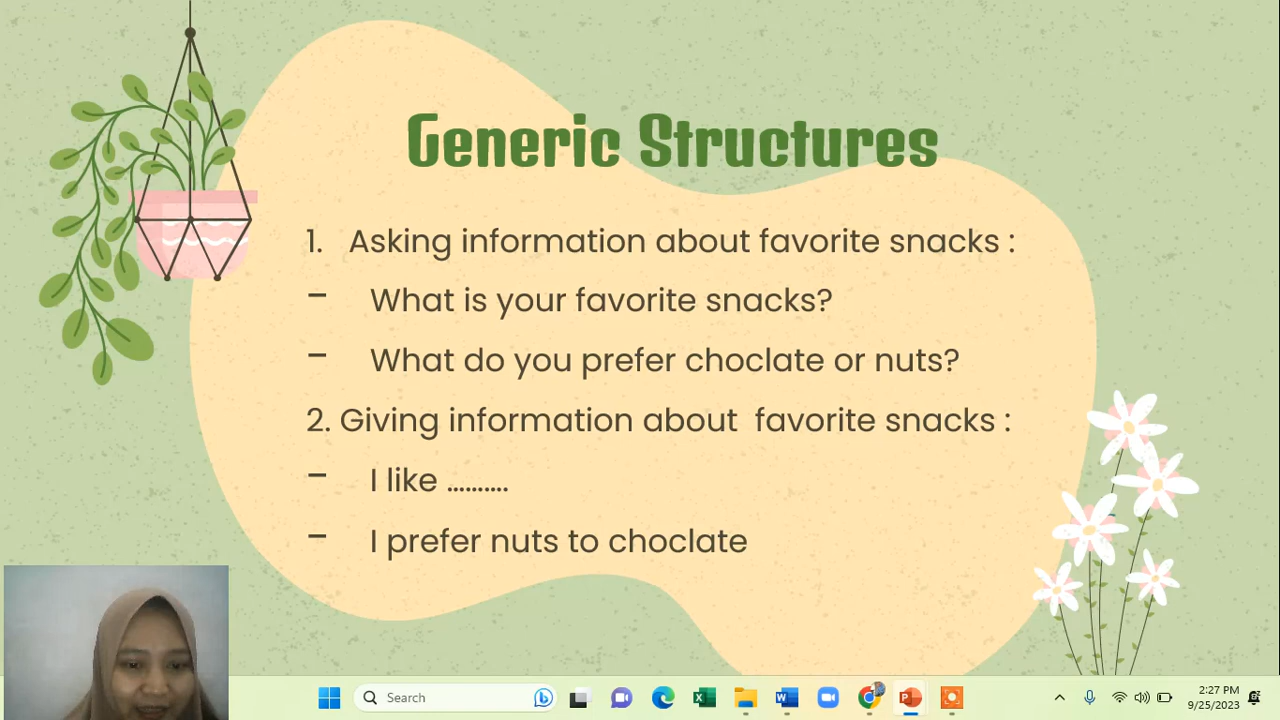 Generic Structures
1. Asking information about favorite snacks :
– What is your favorite snacks?
– What do you prefer choclate or nuts?
2. Giving information about favorite snacks :
– I like ..........
– I prefer nuts to choclate
Search
2:27 PM
9/25/2023